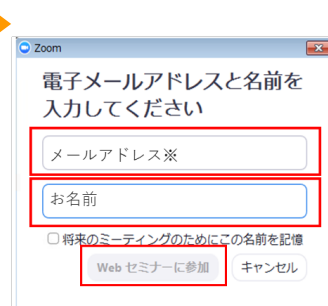 Zoom
電子メールアドレスと名前を
入力してください
メールアドレス※
お名前
将来のミーティングのためにこの名前を記憶
Web セミナーに参加 キャンセル